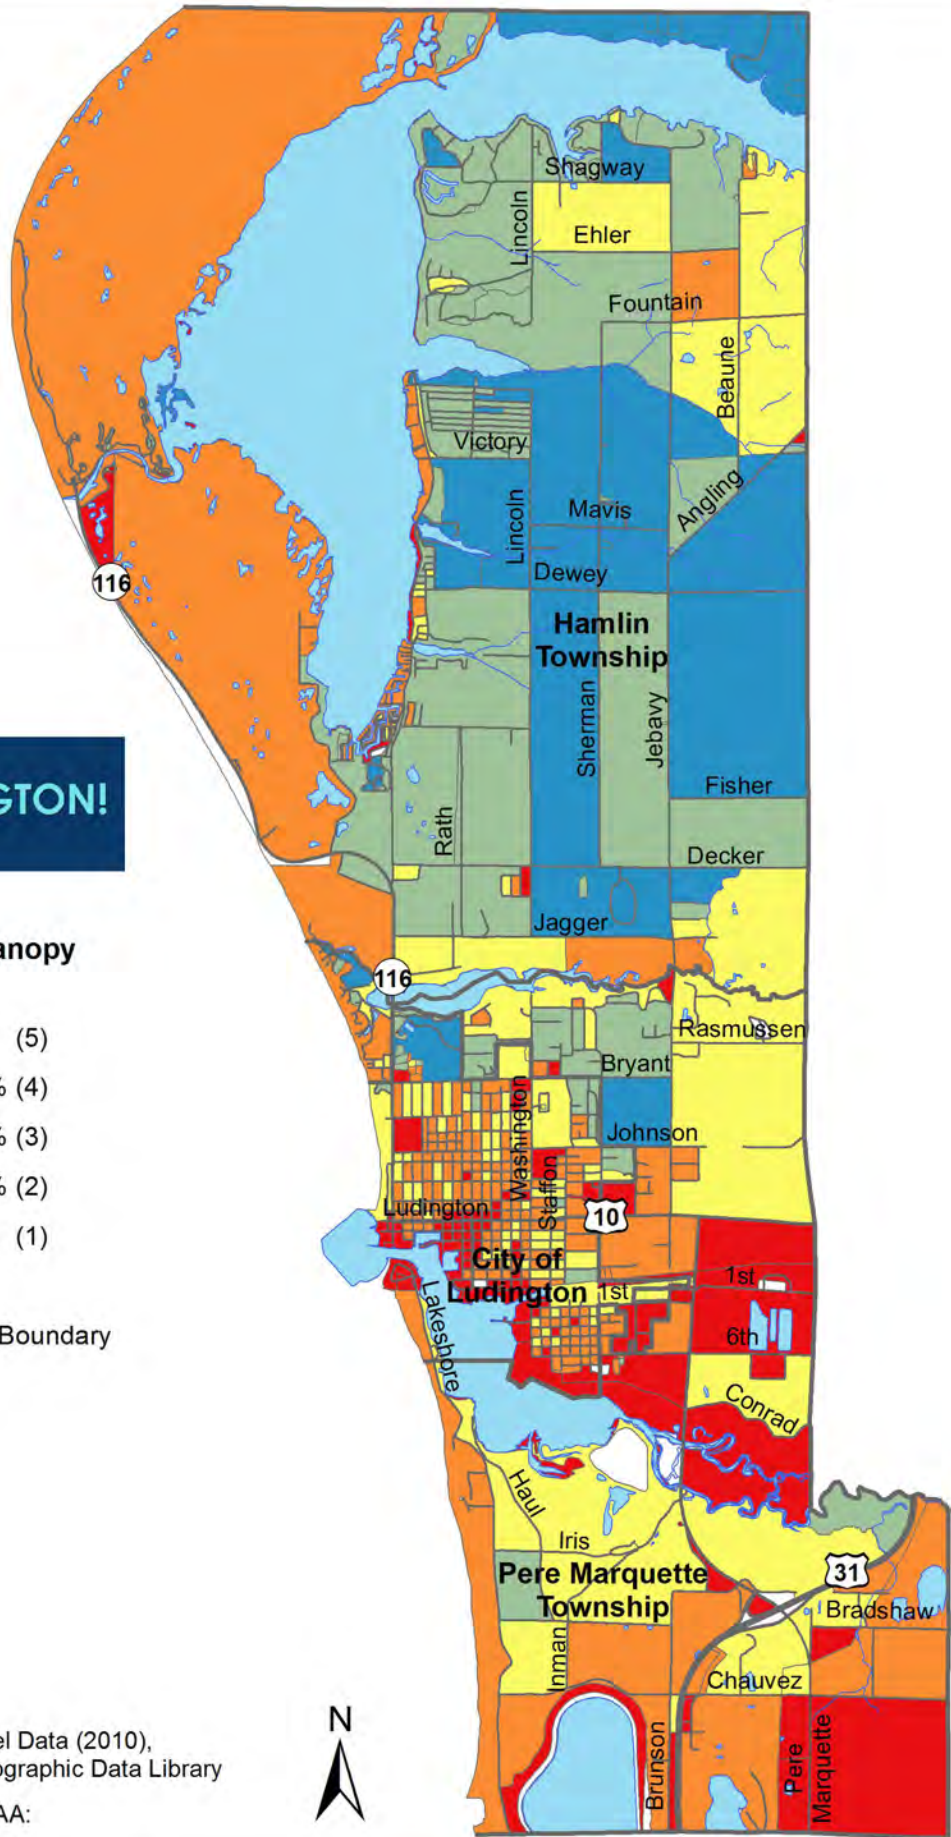 Shagway
Lincoln
Ehler
Fountain
Beaune
Victory
Angling
Lincoln
Mavis
116
Dewey
Hamlin
Township
Sherman
Jebavy
GTON!
Fisher
Rath
Decker
Jagger
anopy
116
(5)
Rasmussen
Bryant
% (4)
Washington
Johnson
% (3)
Staffon
% (2)
Ludington
10
(1)
City of
Ludington
1st
1st
Lakeshore
6th
Boundary
Conrad
Haul
Iris
Pere Marquette
Township
31
Bradshaw
Inman
Chauvez
N
el Data (2010),
ographic Data Library
Brunson
Pere
Marquette
AA: